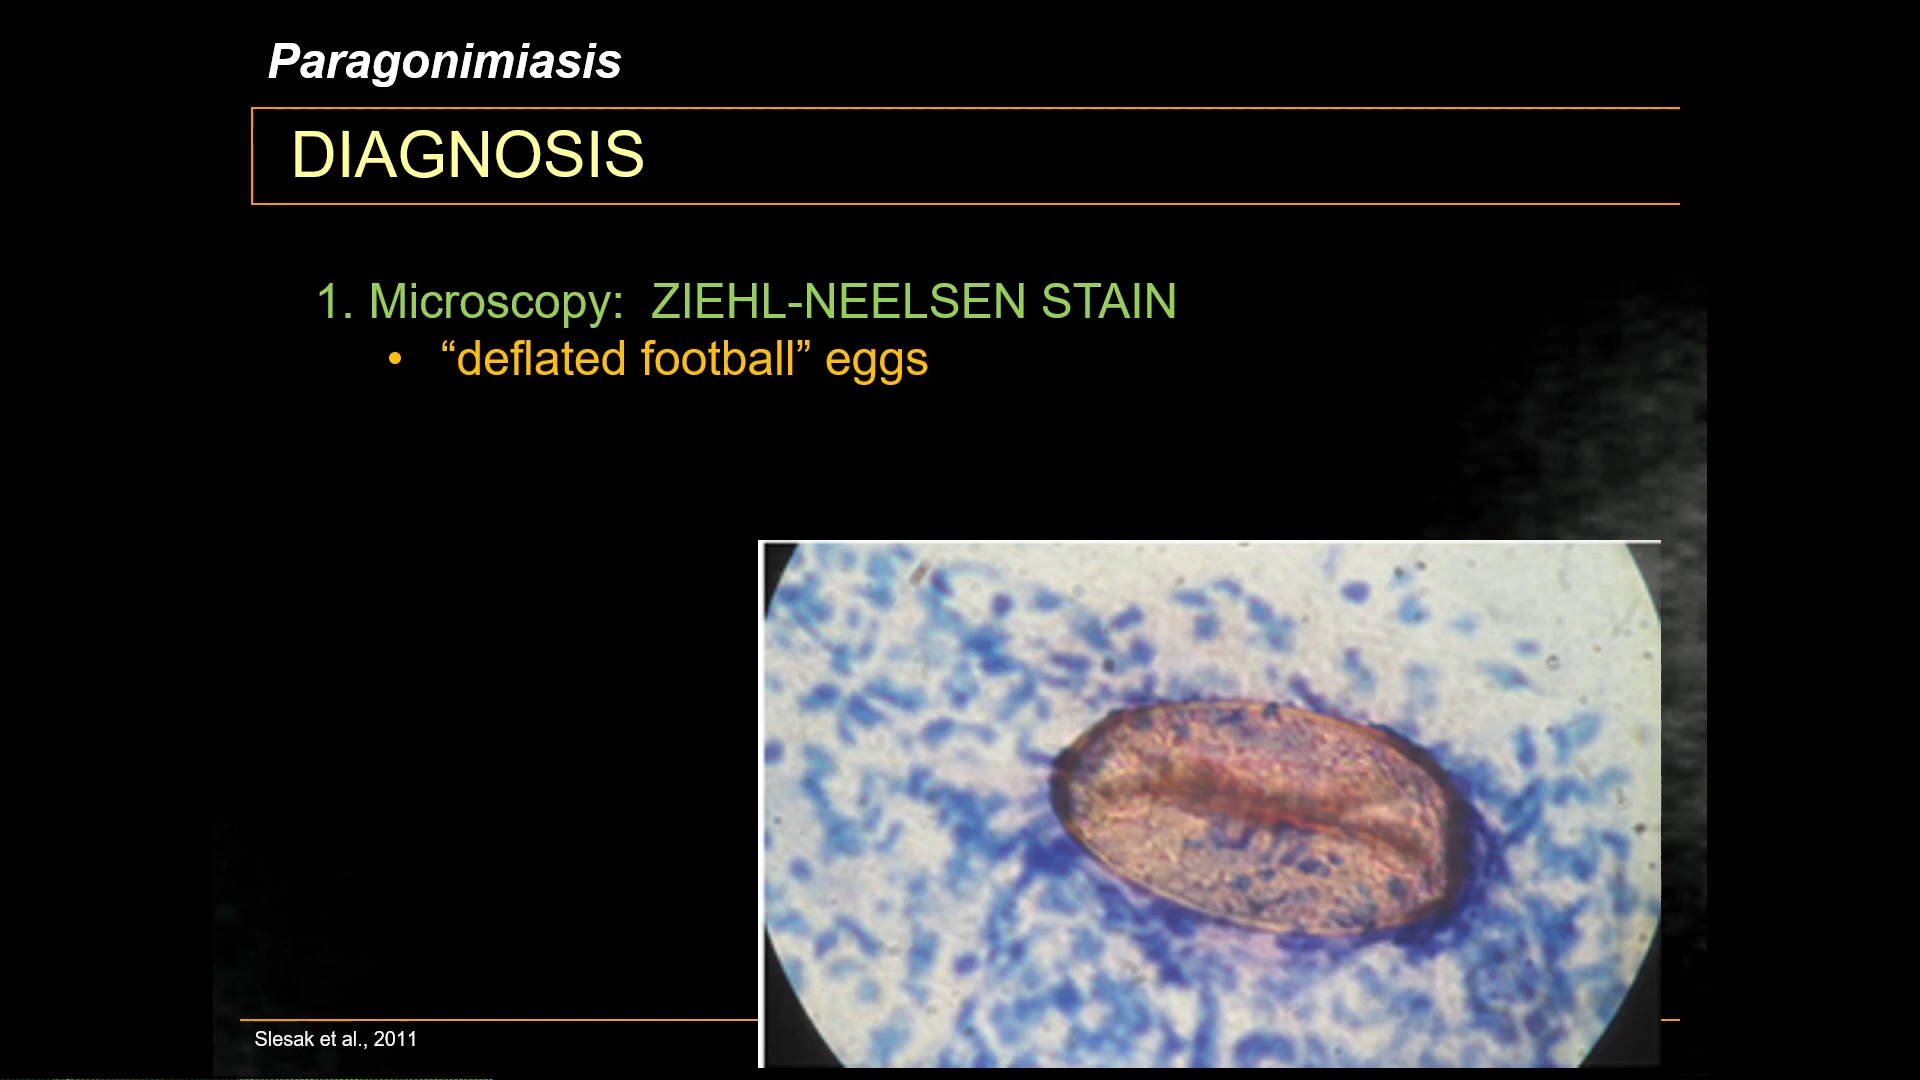 Paragonimiasis
DIAGNOSIS
1. Microscopy: ZIEHL-NEELSEN STAIN
• “deflated football” eggs
Slesak et al., 2011